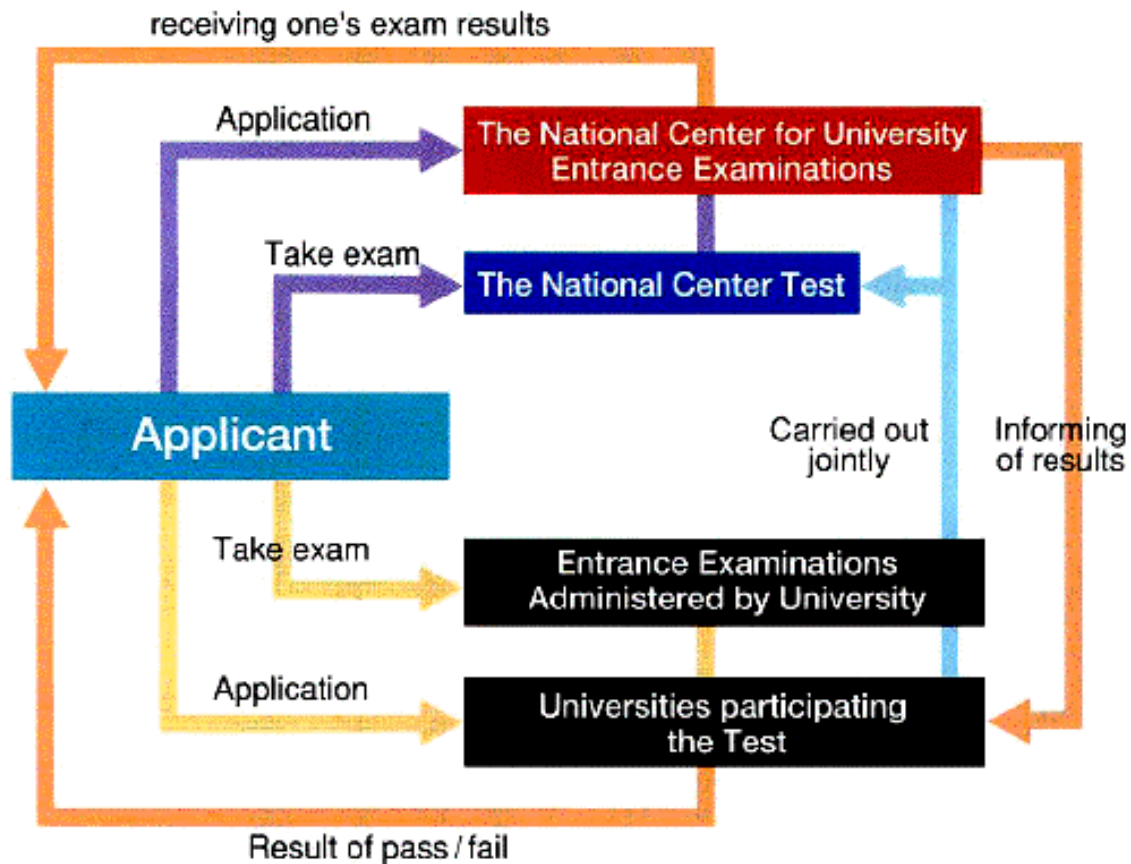 receiving one's exam results
Application
The National Center for University
Entrance Examinations
Take exam
The National Center Test
Applicant
Carried out
jointly
Informing
of results
Take exam
Entrance Examinations
Administered by University
Application
Universities participating
the Test
Result of pass / fail